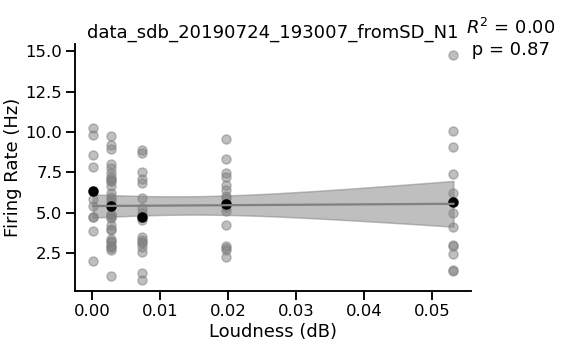 data_sdb_20190724_193007_fromSD_N1
R² = 0.00
p = 0.87
15.0
12.5
10.0
7.5
5.0
2.5
Firing Rate (Hz)
0.00 0.01 0.02 0.03 0.04 0.05
Loudness (dB)